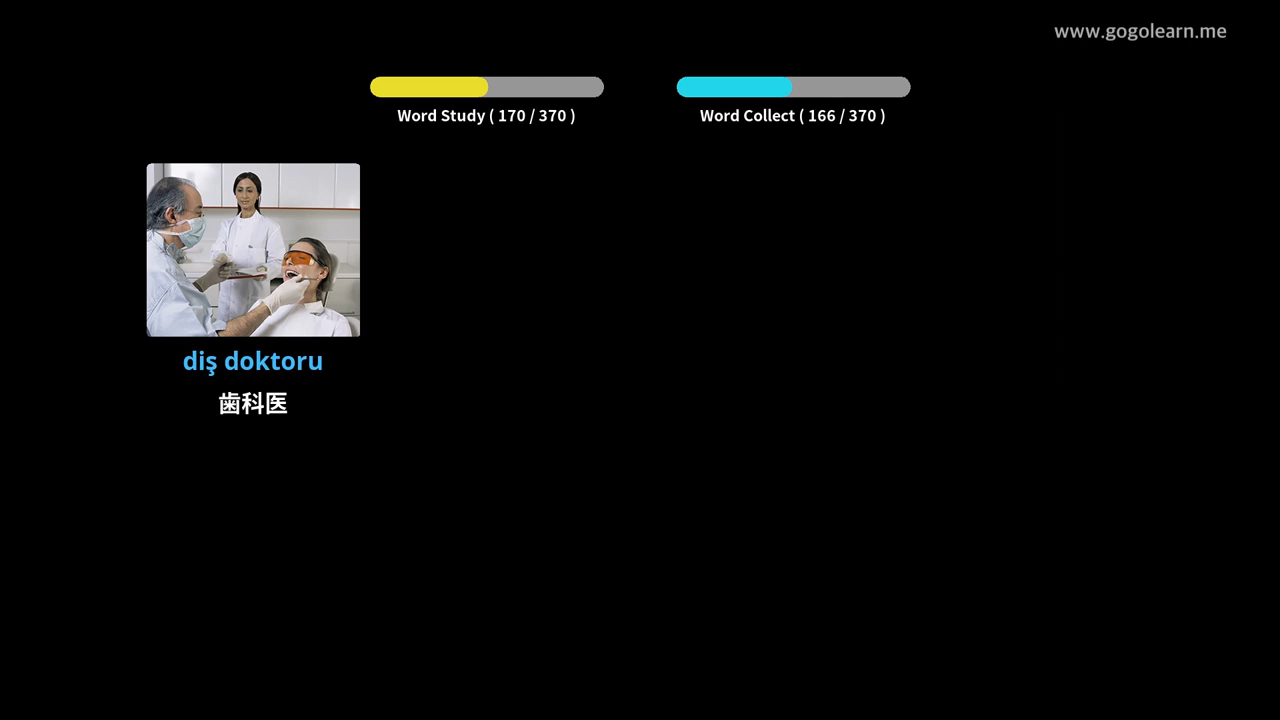 www.gogolearn.me
Word Study ( 170 / 370 )
Word Collect ( 166 / 370 )
diş doktoru
歯科医